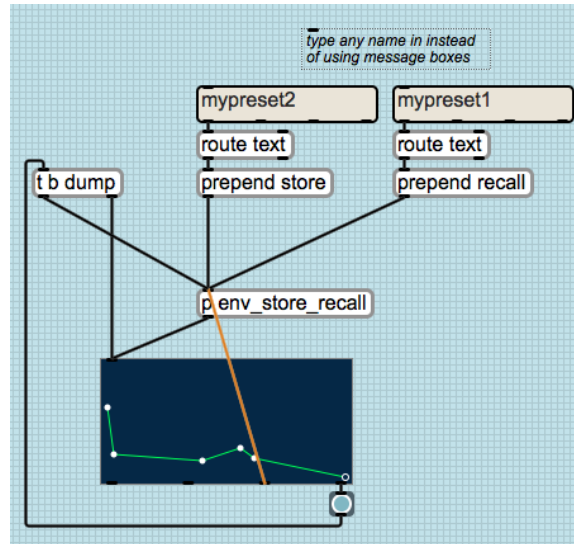 type any name in instead
of using message boxes
mypreset2
mypreset1
route text
route text
t b dump
prepend store
prepend recall
p env_store_recall